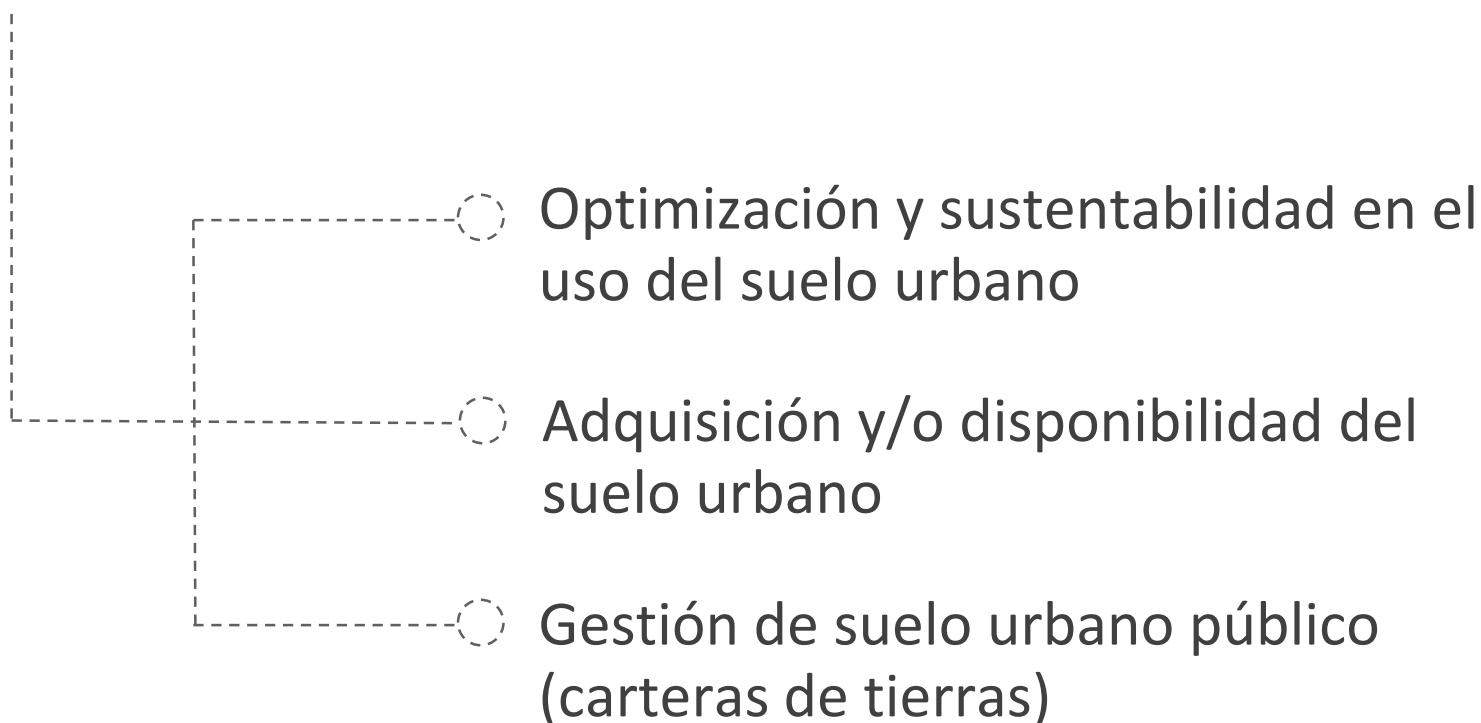 Optimización y sustentabilidad en el
uso del suelo urbano
Adquisición y/o disponibilidad del
suelo urbano
Gestión de suelo urbano público
(carteras de tierras)